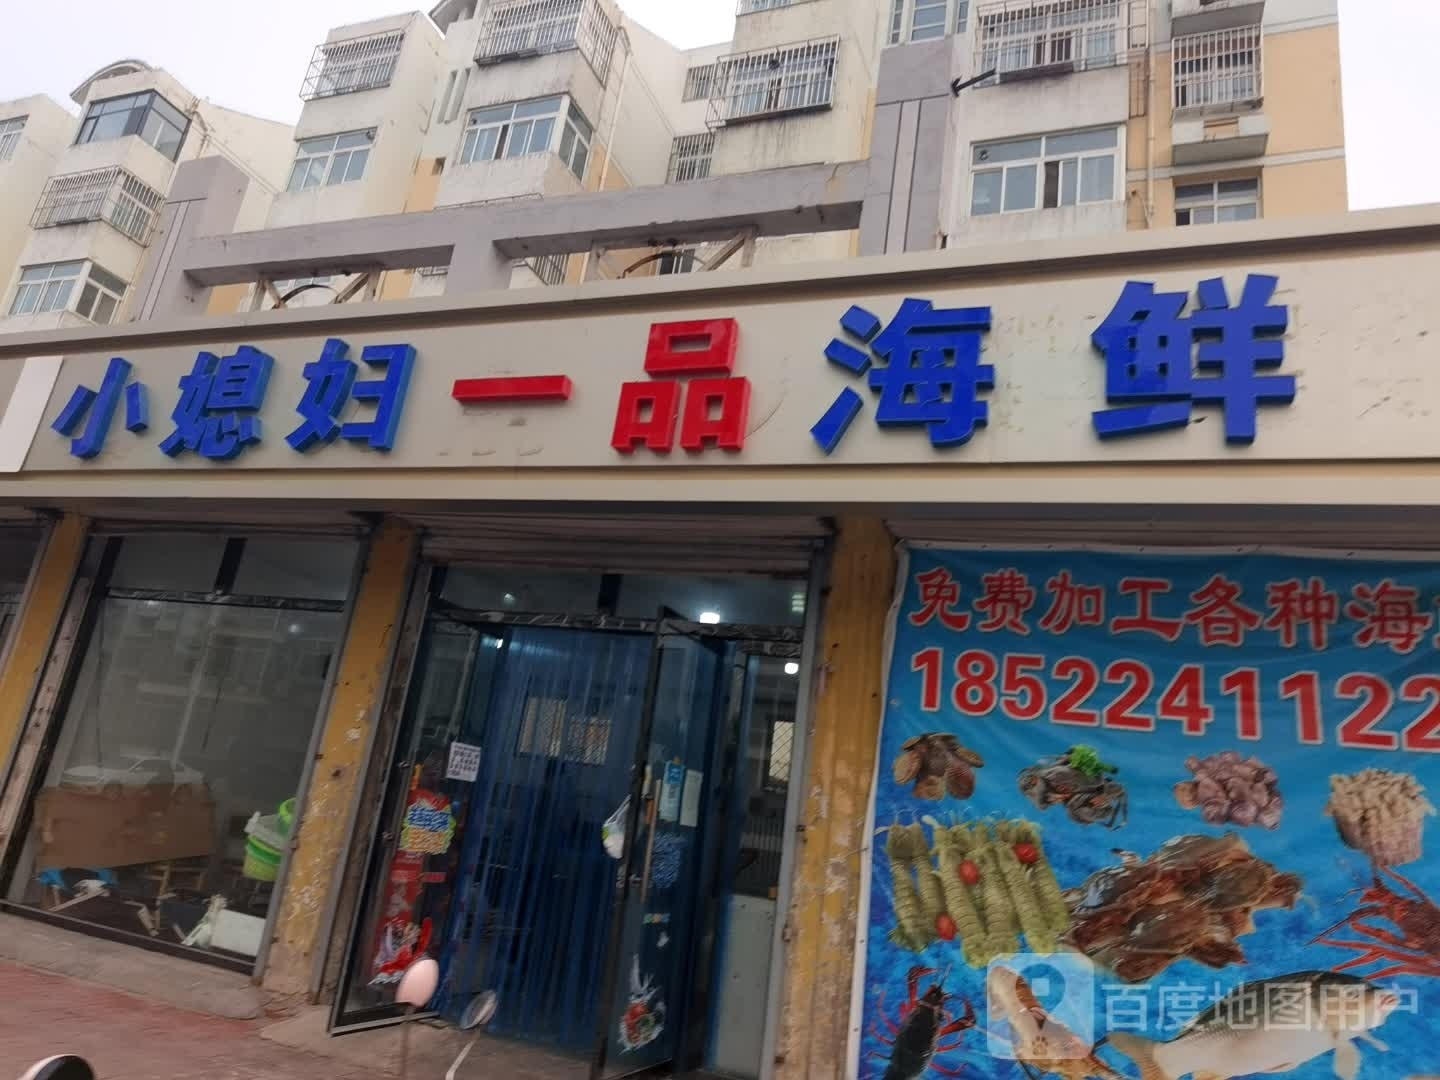 小媳妇一品海鲜
免费加工各种海
1852241122
百度地图用户